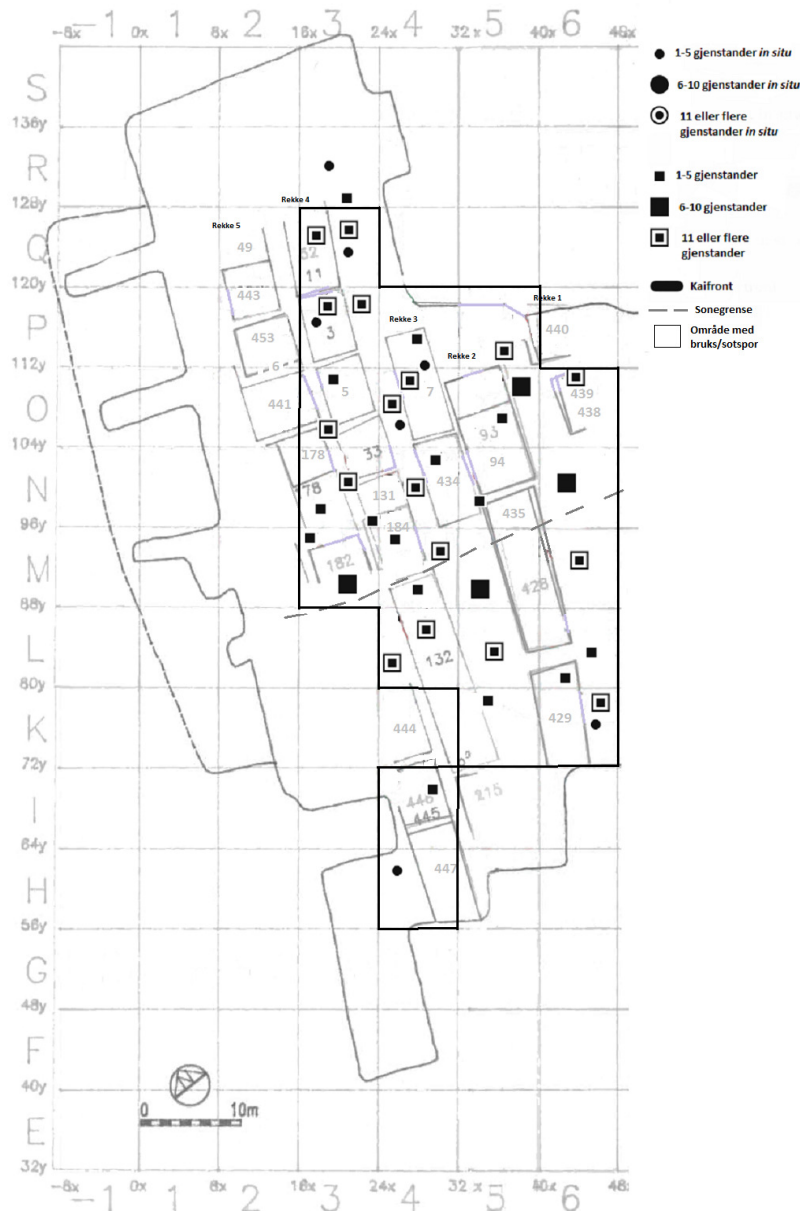 −1 1 2 3 4 5 6
-8x 0x 8x 16x 24x 32x 40x 48x
S
136y
R
128y
Rekke 4
Rekke 5
Q
49
32
11
120y
443
Rekke 1
P
453
3
Rekke 3
440
112y
6
Rekke 2
O
441
5
7
439
438
93
104y
178
33
94
N
78
131
434
435
96y
184
M
182
428
88y
L
132
80y
K
444
429
72y
I
446
445
215
64y
H
447
56y
G
48y
F
40y
0 10m
E
32y
-8x 0x 8x 16x 24x 32x 40x 48x
−1 1 2 3 4 5 6
1-5 gjenstander in situ
6-10 gjenstander in situ
11 eller flere
gjenstander in situ
1-5 gjenstander
6-10 gjenstander
11 eller flere
gjenstander
Kaifront
Sonegrense
Område med
bruks/sotspor